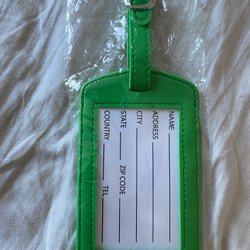 NAME
ADDRESS
CITY
STATE ZIP CODE
COUNTRY TEL